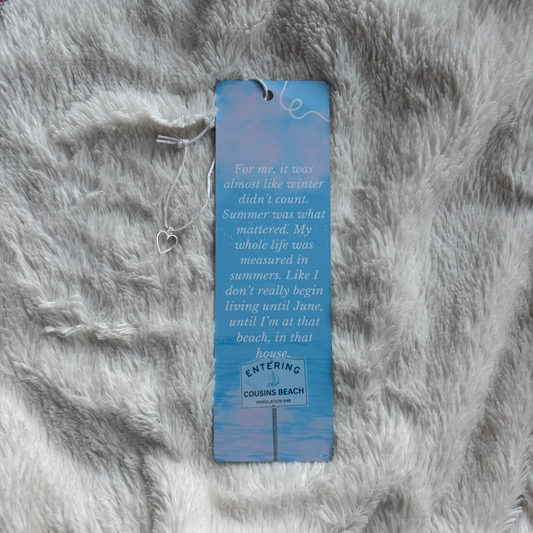 For me, it was
almost like winter
didn't count.
Summer was what
mattered. My
whole life was
measured in
summers. Like I
don't really begin
living until June,
until I'm at that
beach, in that
house.
ENTERING
COUSINS BEACH